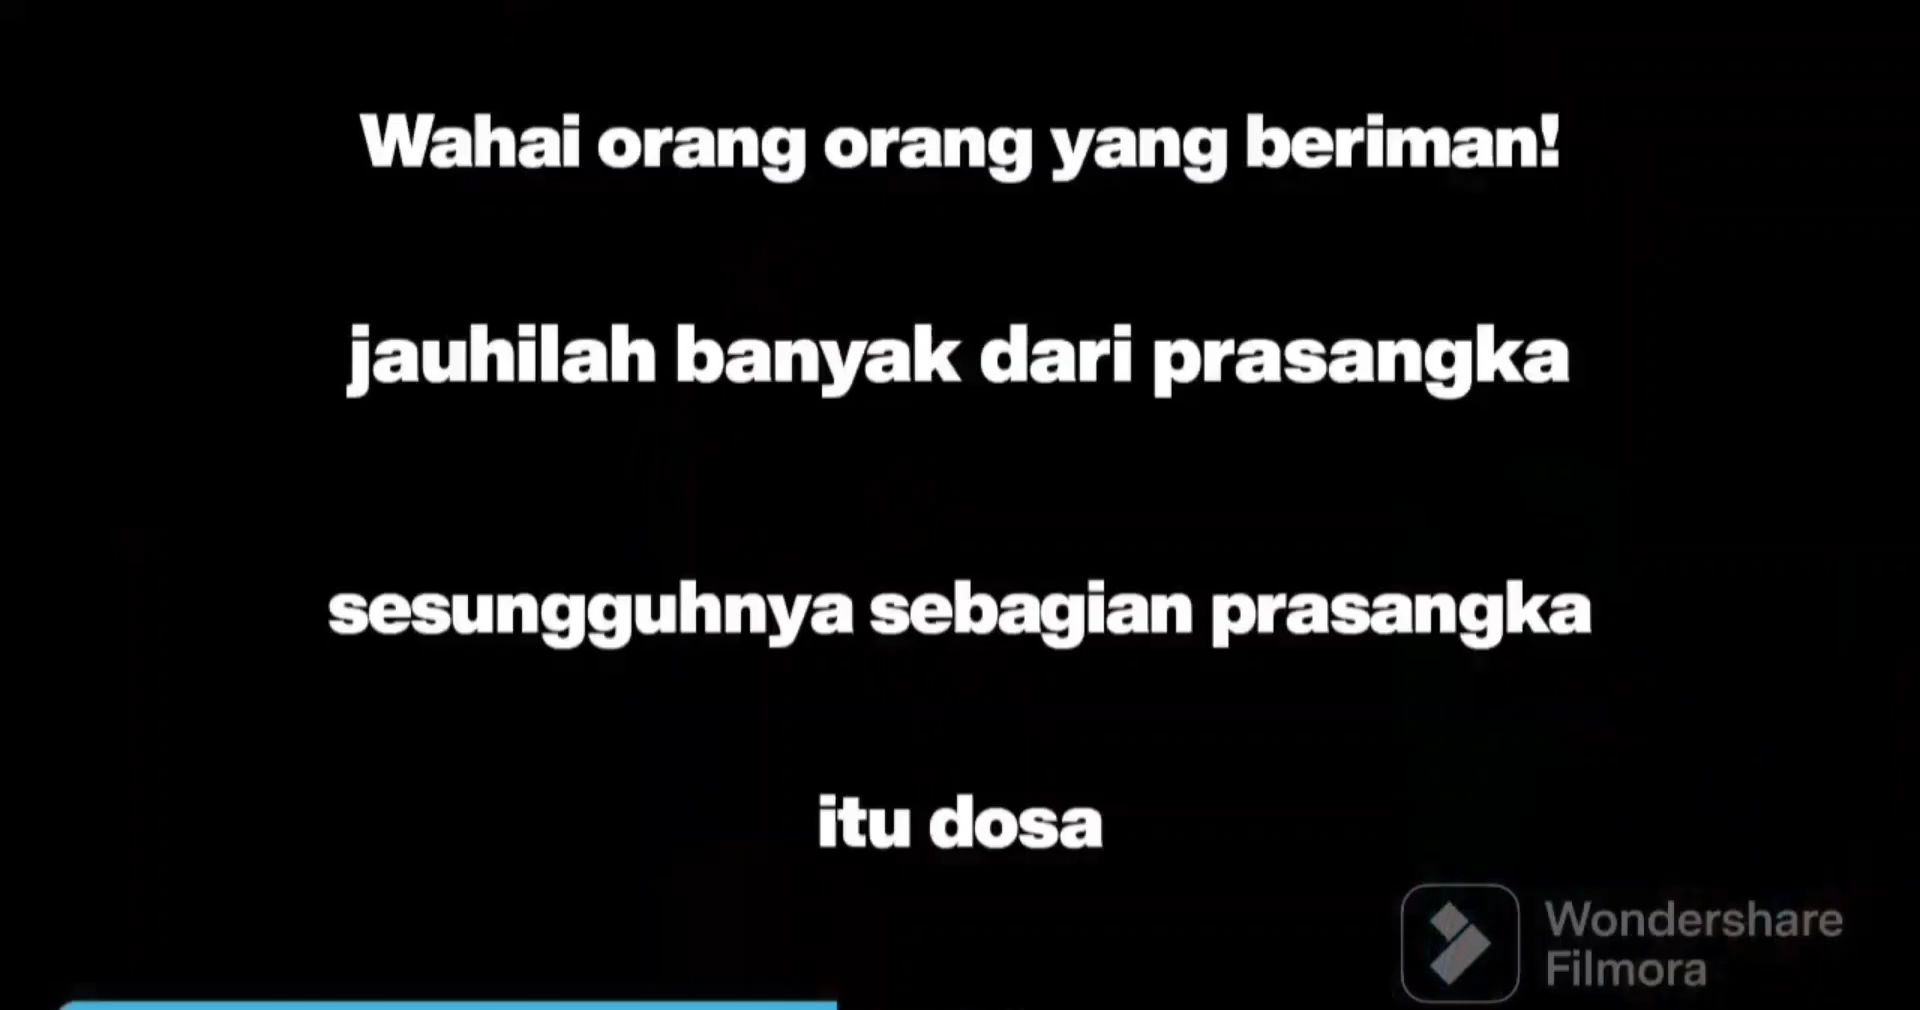 Wahai orang orang yang beriman!
jauhilah banyak dari prasangka
sesungguhnya sebagian prasangka
itu dosa
Wondershare
Filmora